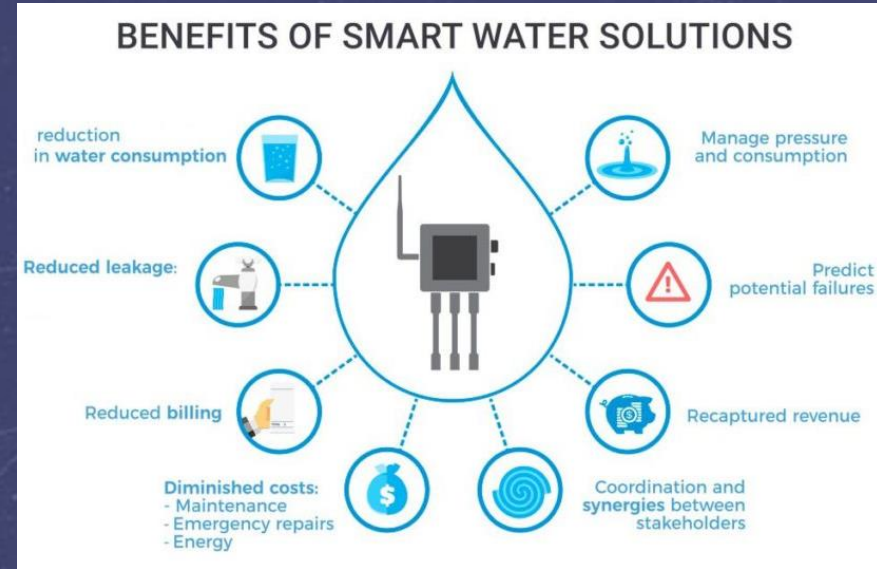 BENEFITS OF SMART WATER SOLUTIONS
reduction
in water consumption
Reduced leakage:
Reduced billing
Diminished costs:
- Maintenance
- Emergency repairs
- Energy
Manage pressure
and consumption
Predict
potential failures
Recaptured revenue
Coordination and
synergies between
stakeholders
$
$